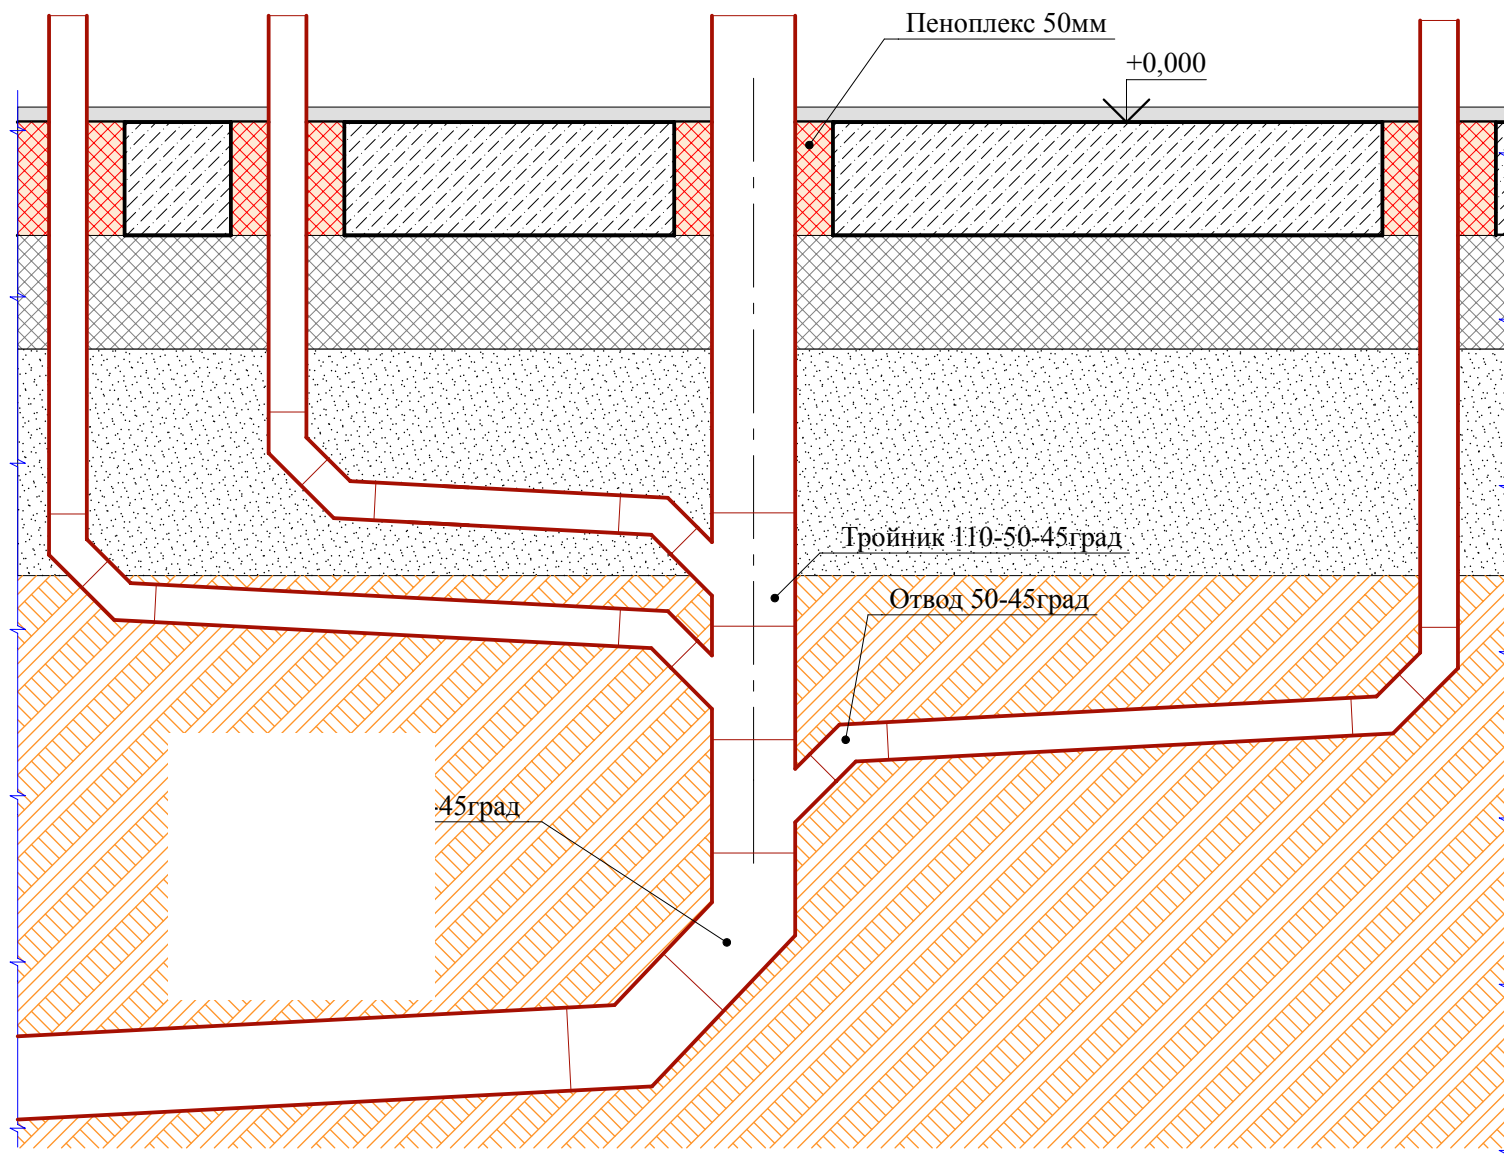 Пеноплекс 50мм
+0,000
Тройник 110-50-45град
Отвод 50-45град
-45град